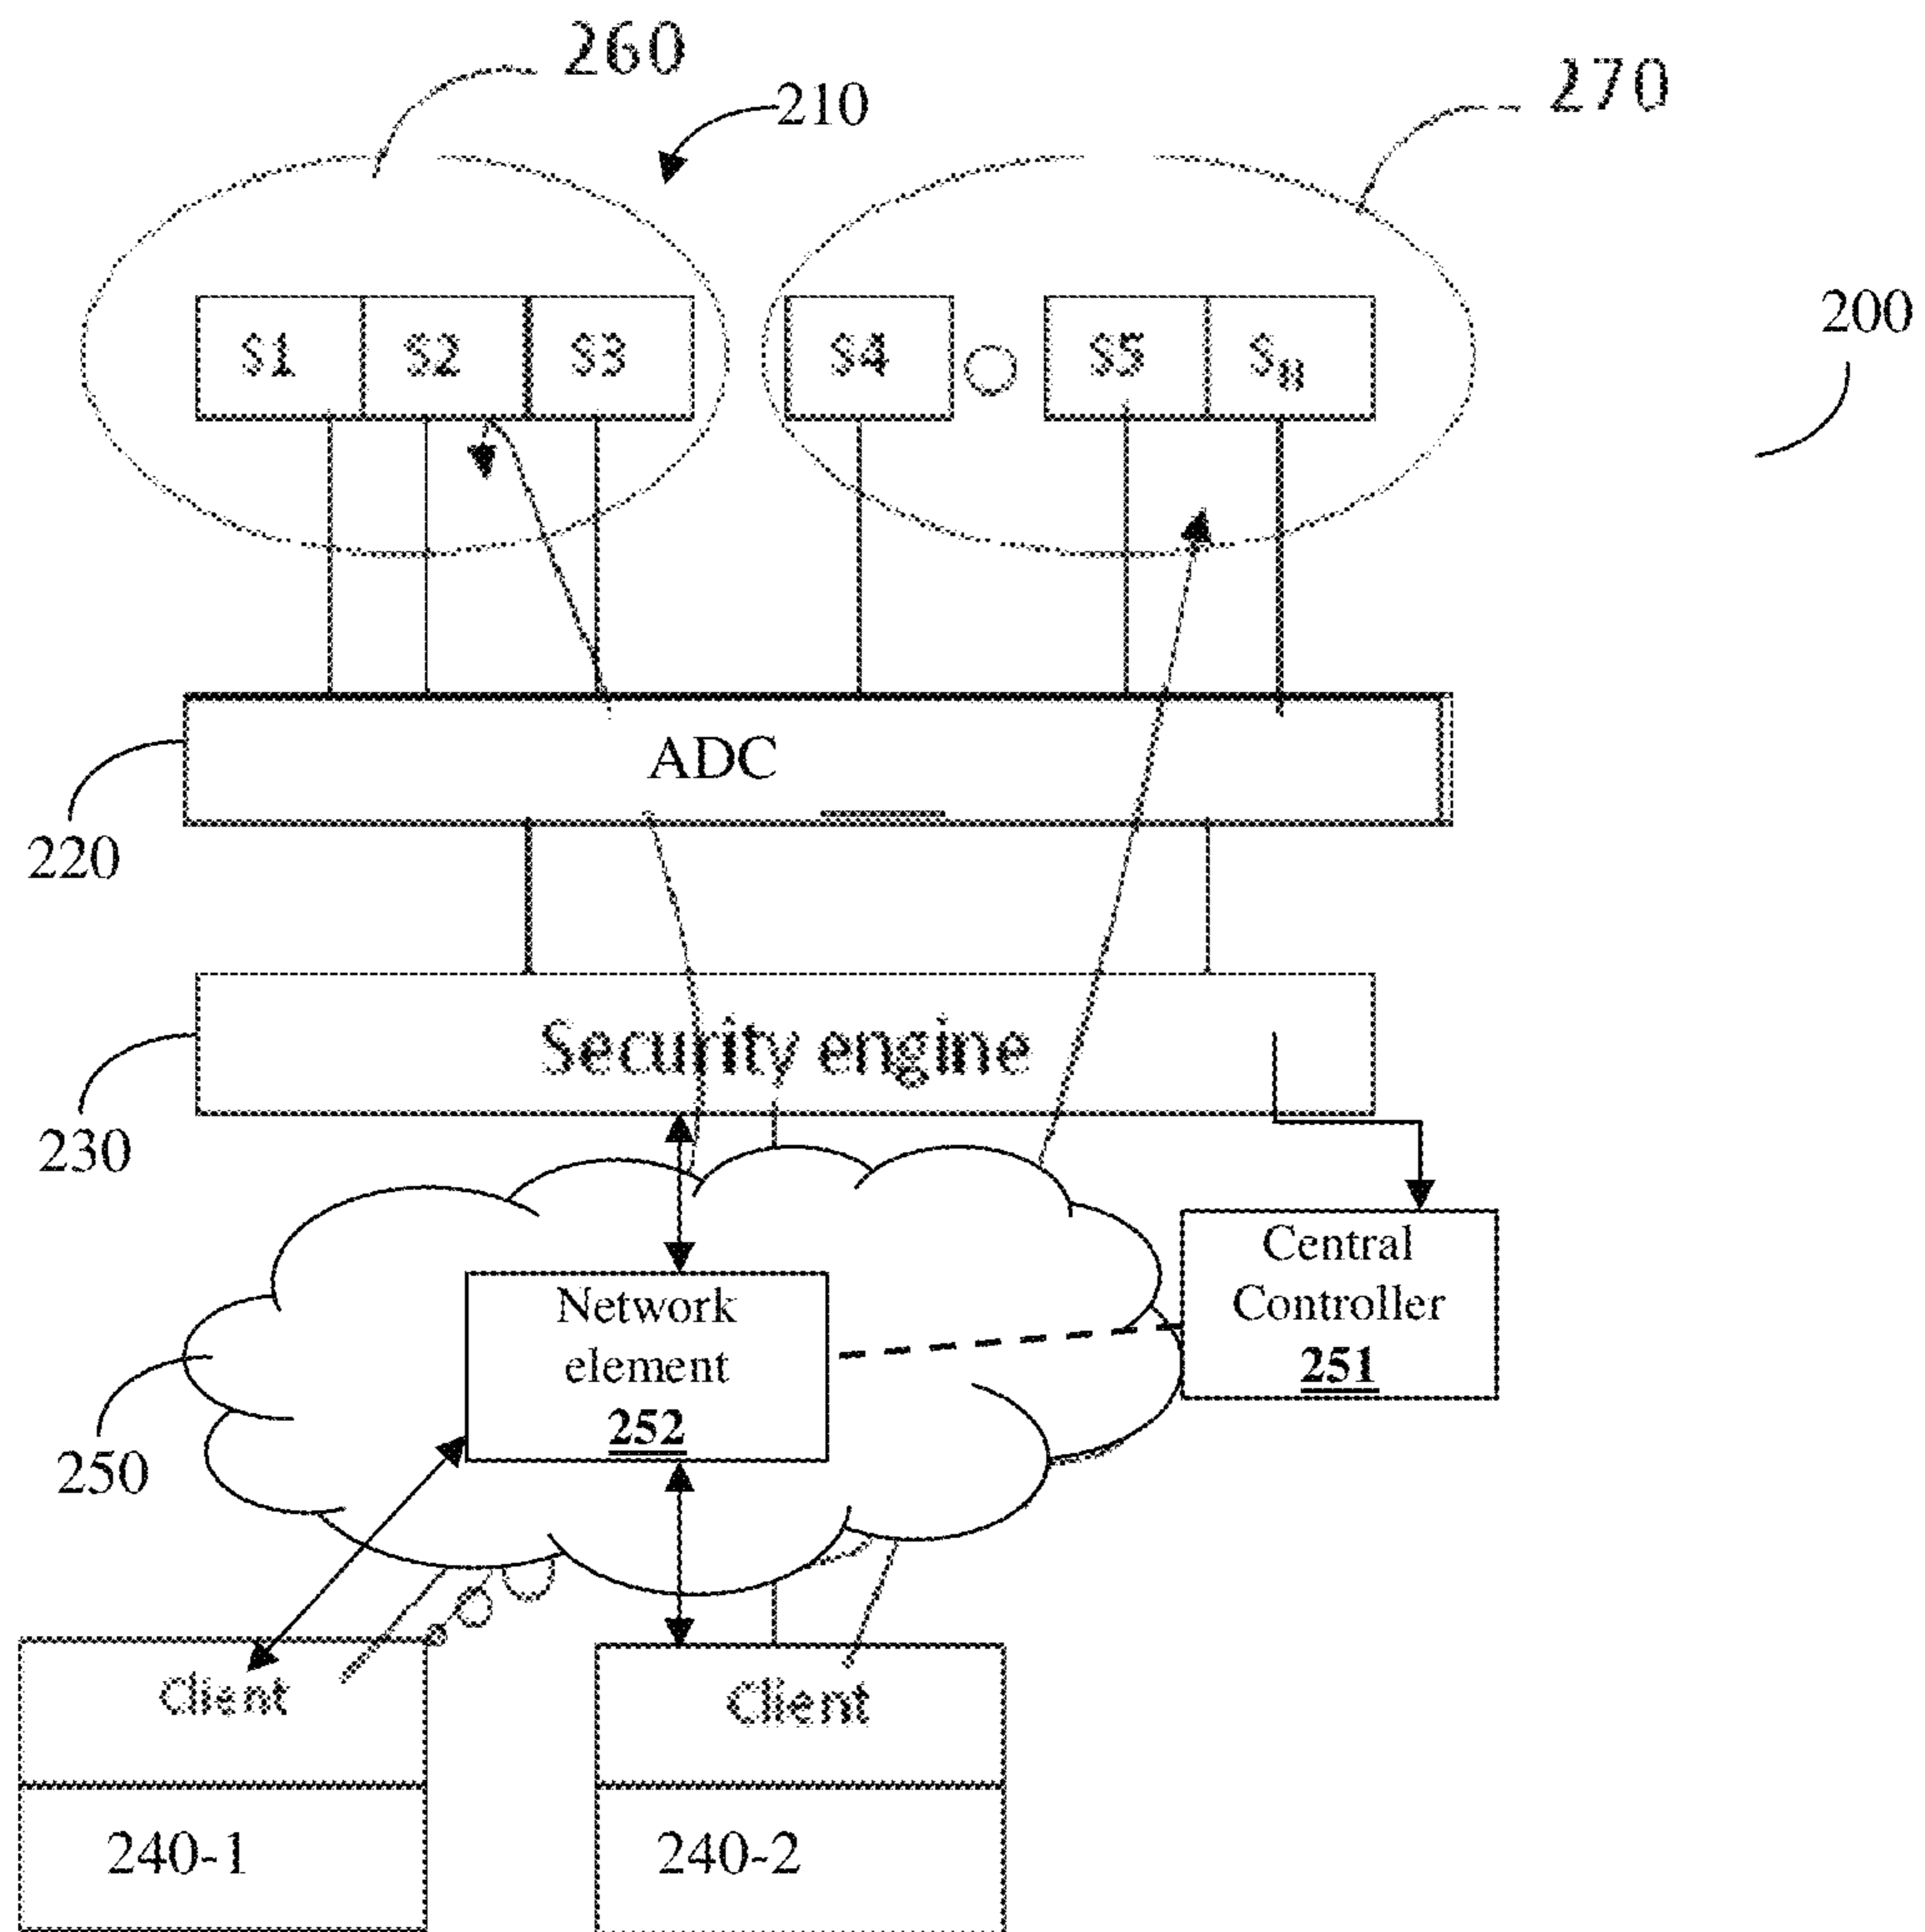 260
210
270
200
S1 S2 S3 S4 S5 Sn
ADC
220
Security engine
230
Central
Controller
251
Network
element
252
250
Client
Client
240-1
240-2